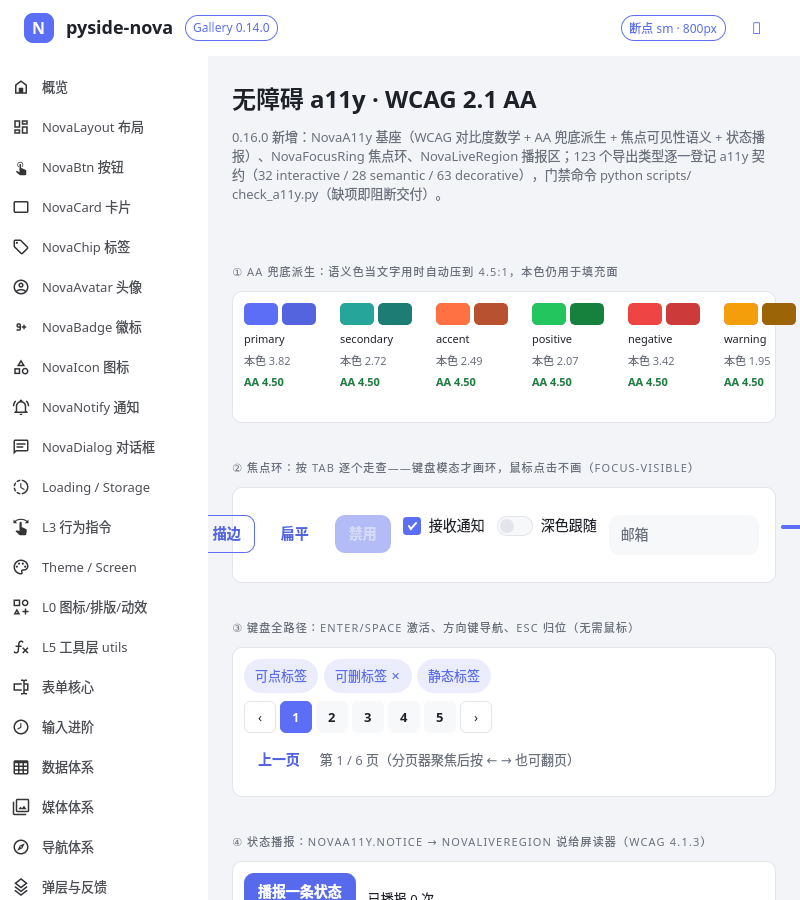 N pyside-nova Gallery 0.14.0 断点 sm · 800px
概览
NovaLayout 布局
NovaBtn 按钮
NovaCard 卡片
NovaChip 标签
NovaAvatar 头像
9+ NovaBadge 徽标
NovaIcon 图标
NovaNotify 通知
NovaDialog 对话框
Loading / Storage
L3 行为指令
Theme / Screen
L0 图标/排版/动效
L5 工具层 utils
表单核心
输入进阶
数据体系
媒体体系
导航体系
弹层与反馈
无障碍 a11y · WCAG 2.1 AA
0.16.0 新增：NovaA11y 基座（WCAG 对比度数学 + AA 兜底派生 + 焦点可见性语义 + 状态播
报）、NovaFocusRing 焦点环、NovaLiveRegion 播报区；123 个导出类型逐一登记 a11y 契
约（32 interactive / 28 semantic / 63 decorative），门禁命令 python scripts/
check_a11y.py（缺项即阻断交付）。
① AA 兜底派生：语义色当文字用时自动压到 4.5:1，本色仍用于填充面
primary secondary accent positive negative warning
本色 3.82 本色 2.72 本色 2.49 本色 2.07 本色 3.42 本色 1.95
AA 4.50 AA 4.50 AA 4.50 AA 4.50 AA 4.50 AA 4.50
② 焦点环：按 TAB 逐个走查——键盘模态才画环，鼠标点击不画（FOCUS-VISIBLE）
描边 扁平 禁用 接收通知 深色跟随 邮箱
③ 键盘全路径：ENTER/SPACE 激活、方向键导航、ESC 归位（无需鼠标）
可点标签 可删标签 × 静态标签
‹ 1 2 3 4 5 ›
上一页 第 1 / 6 页（分页器聚焦后按 ← → 也可翻页）
④ 状态播报：NOVAA11Y.NOTICE → NOVALIVEREGION 说给屏读器（WCAG 4.1.3）
播报一条状态 已播报 0 次